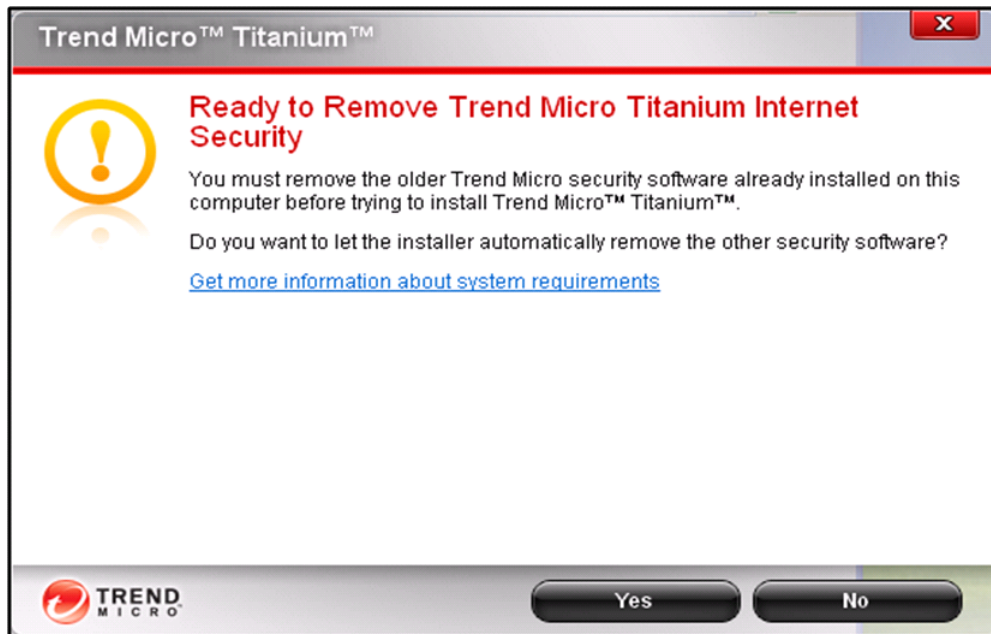 Trend Micro™ Titanium™
X
Ready to Remove Trend Micro Titanium Internet
Security
You must remove the older Trend Micro security software already installed on this
computer before trying to install Trend Micro™ Titanium™.
Do you want to let the installer automatically remove the other security software?
Get more information about system requirements
TREND
MICRO
Yes
No